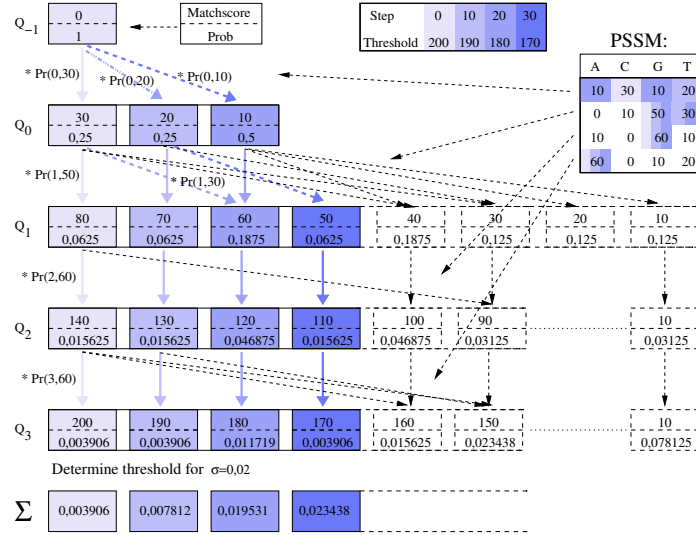 Q-1 0 Matchscore Step 0 10 20 30
1 Prob Threshold 200 190 180 170
PSSM:
A C G T
10 30 10 20
0 10 50 30
10 0 60 10
60 0 10 20
* Pr(0,30) * Pr(0,20) * Pr(0,10)
Q0 30 20 10
0,25 0,25 0,5
* Pr(1,50) * Pr(1,30)
Q1 80 70 60 50 40 30 20 10
0,0625 0,0625 0,1875 0,0625 0,1875 0,125 0,125 0,125
* Pr(2,60)
Q2 140 130 120 110 100 90 10
0,015625 0,015625 0,046875 0,015625 0,046875 0,03125 0,03125
* Pr(3,60)
Q3 200 190 180 170 160 150 10
0,003906 0,003906 0,011719 0,003906 0,015625 0,023438 0,078125
Determine threshold for σ=0,02
Σ 0,003906 0,007812 0,019531 0,023438